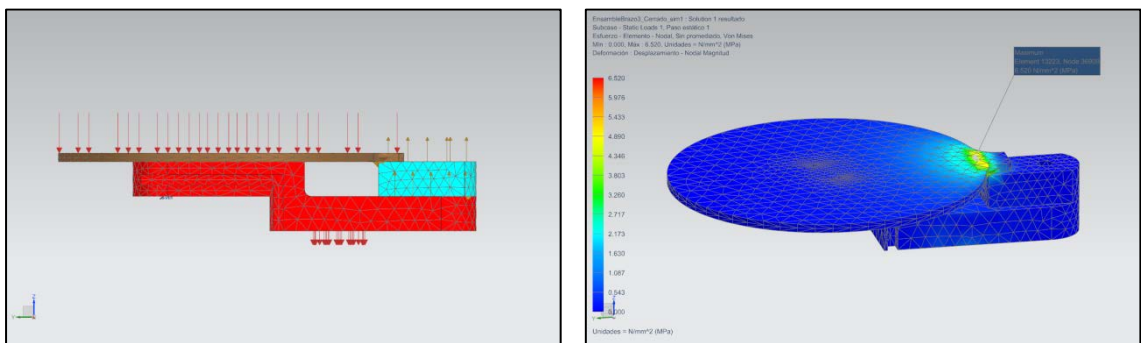 EnsambleBrazo3_Cerrado_sim1 : Solution 1 resultado
Subcase - Static Loads 1, Paso estático 1
Esfuerzo - Elemento - Nodal, Sin promediado, Von Mises
Min : 0.000, Máx : 6.520, Unidades = N/mm^2 (MPa)
Deformación : Desplazamiento - Nodal Magnitud
Maximum
6.520 N/mm^2 (MPa)
6.520
5.975
5.433
4.890
4.346
3.803
3.260
2.717
2.173
1.630
1.087
0.543
0.000
Unidades = N/mm^2 (MPa)
Z
Y